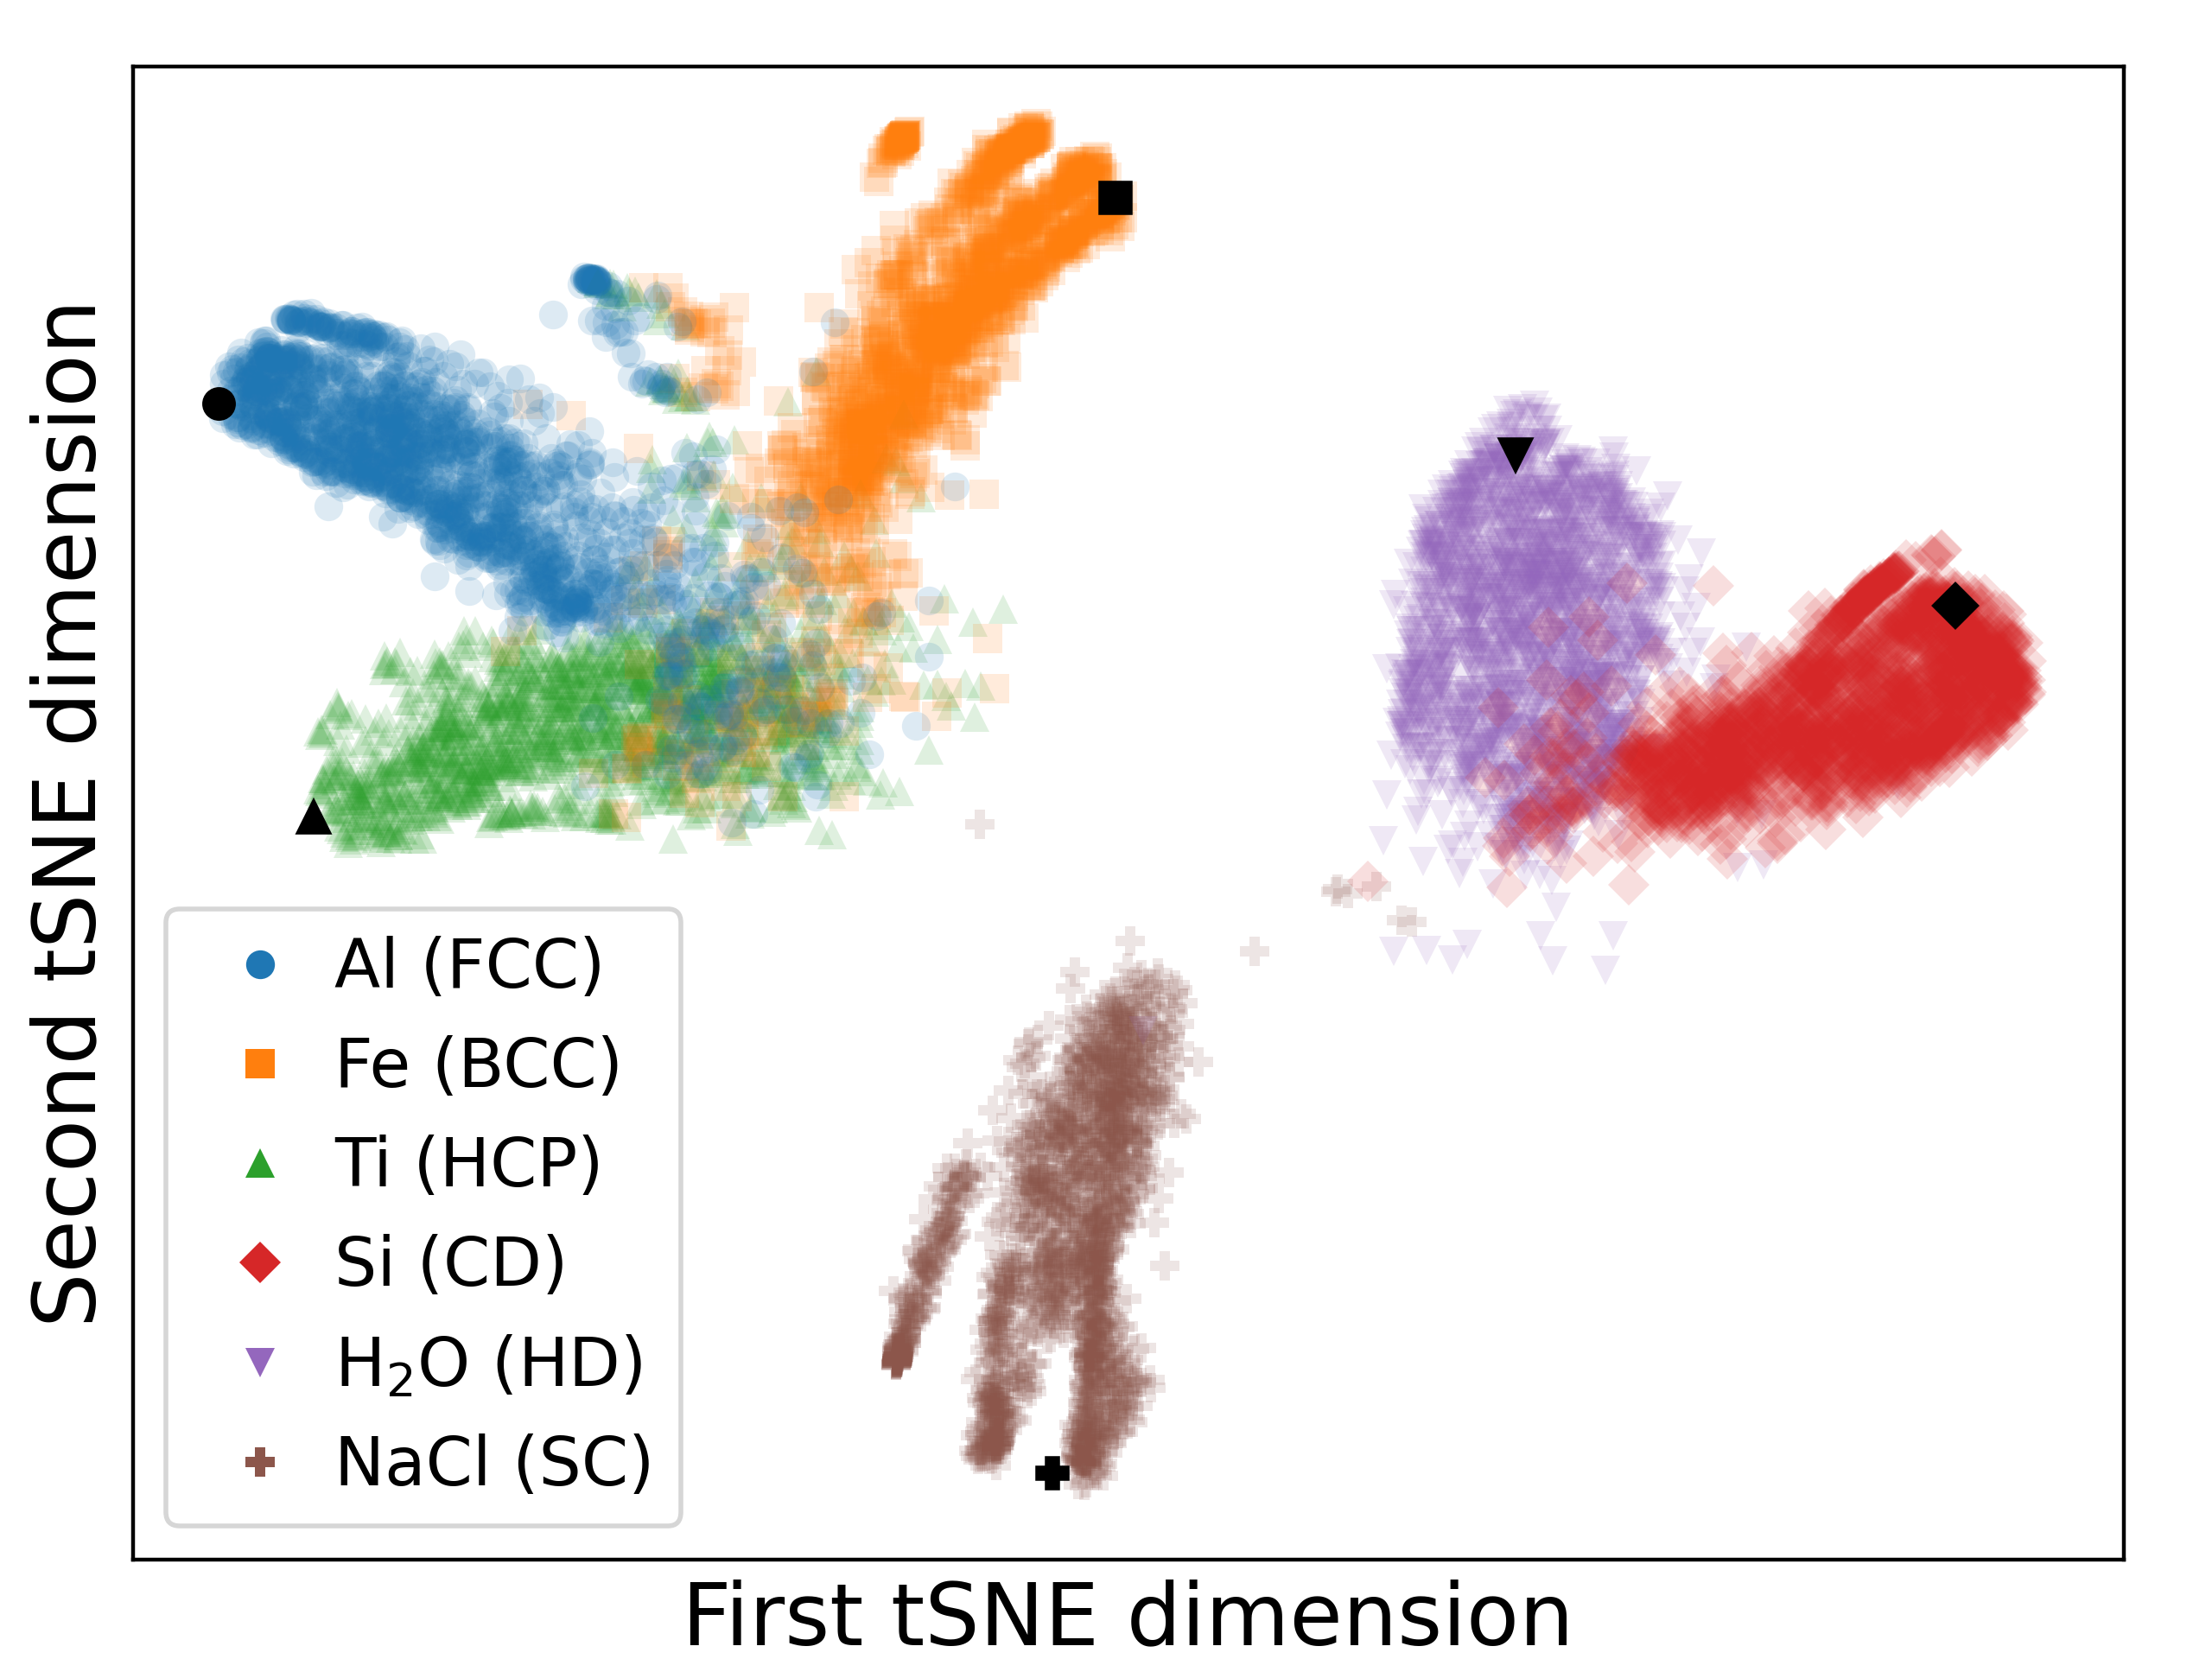 Second tSNE dimension
Al (FCC)
Fe (BCC)
Ti (HCP)
Si (CD)
H₂O (HD)
NaCl (SC)
First tSNE dimension